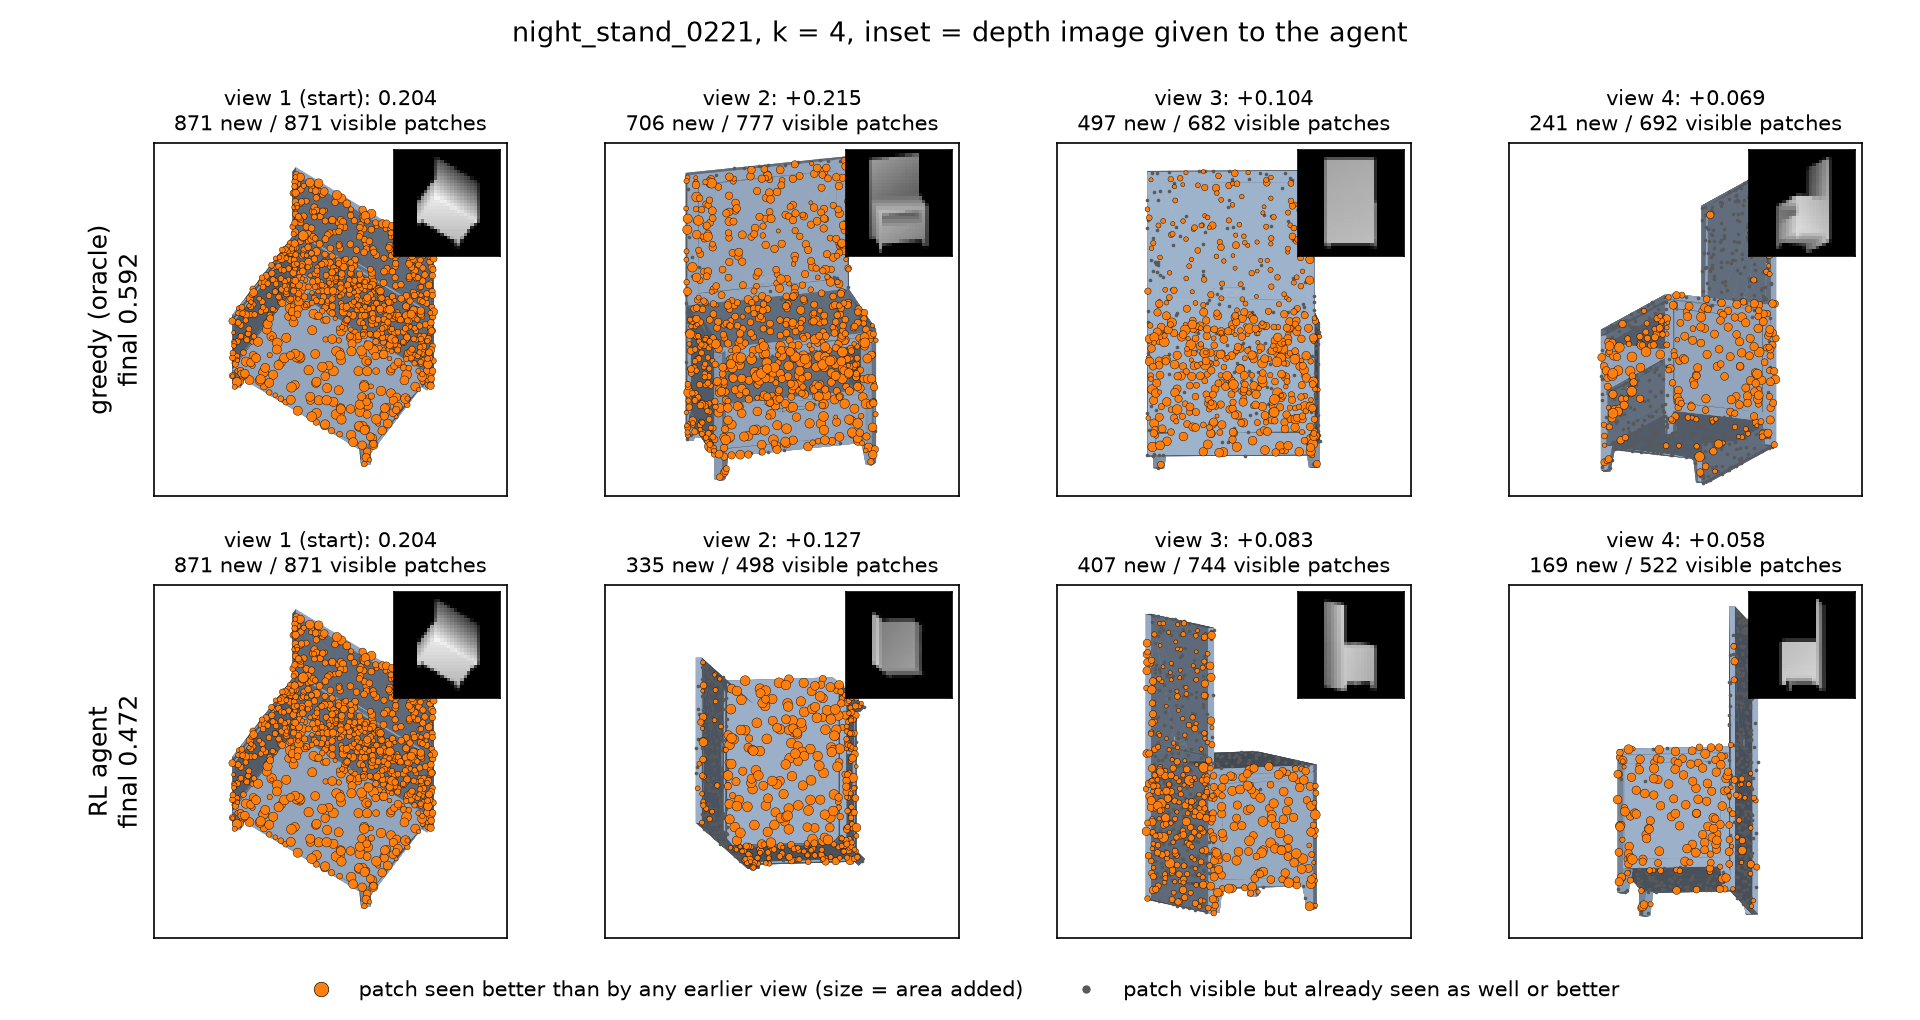 night_stand_0221, k = 4, inset = depth image given to the agent
view 1 (start): 0.204
871 new / 871 visible patches
view 2: +0.215
706 new / 777 visible patches
view 3: +0.104
497 new / 682 visible patches
view 4: +0.069
241 new / 692 visible patches
greedy (oracle)
final 0.592
view 1 (start): 0.204
871 new / 871 visible patches
view 2: +0.127
335 new / 498 visible patches
view 3: +0.083
407 new / 744 visible patches
view 4: +0.058
169 new / 522 visible patches
RL agent
final 0.472
patch seen better than by any earlier view (size = area added)
patch visible but already seen as well or better